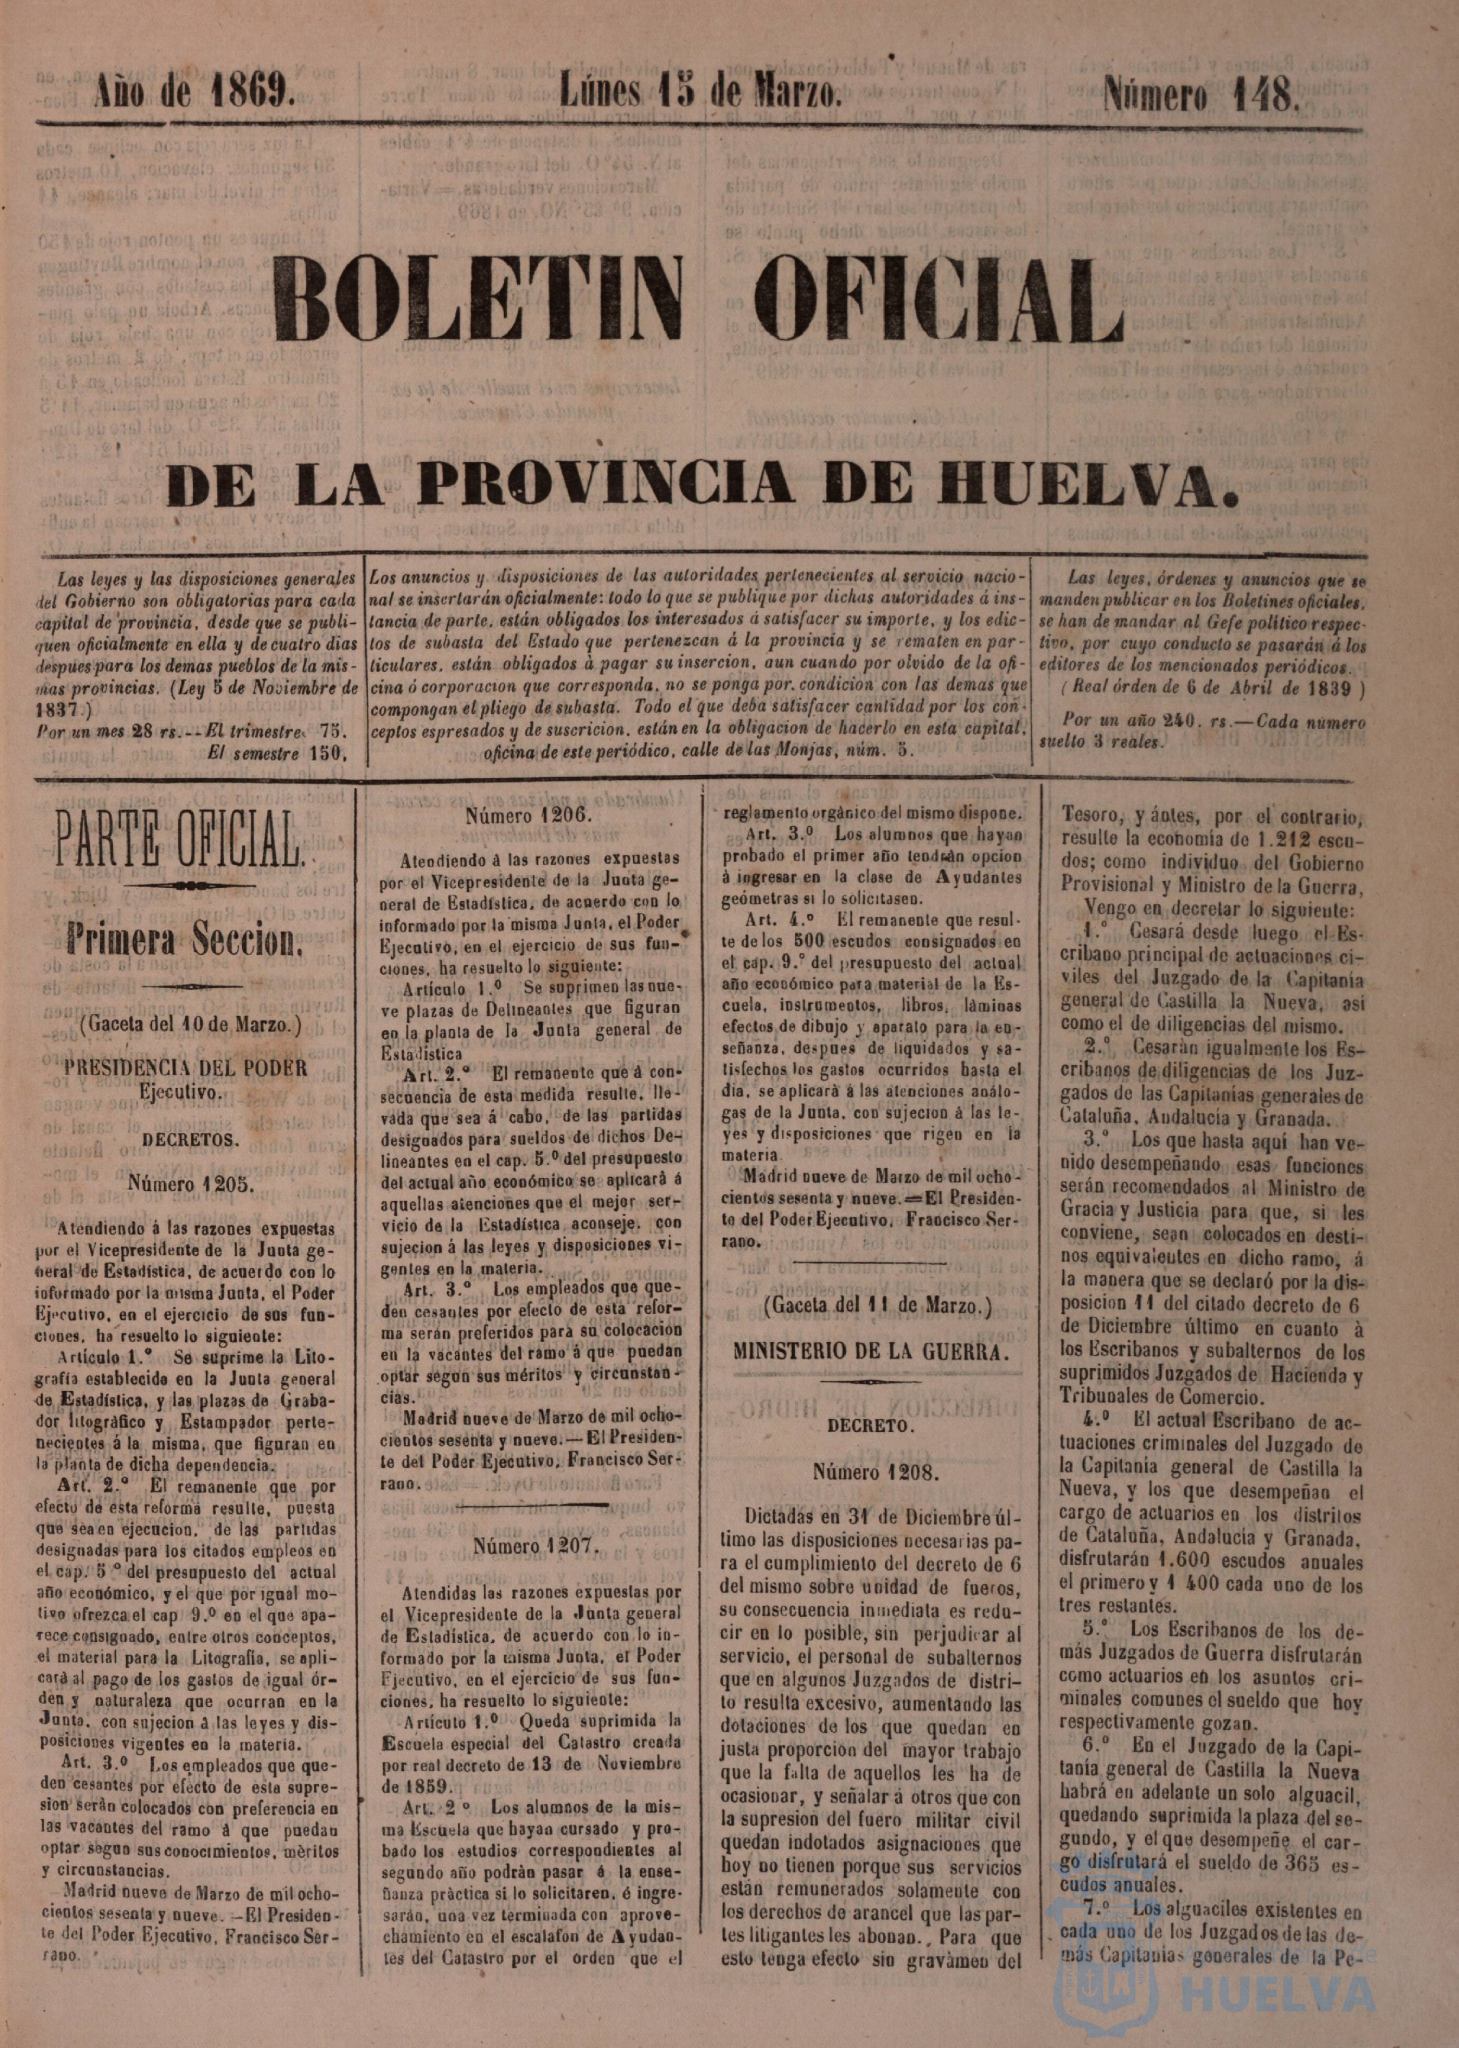 Año de 1869.
Lúnes 15 de Marzo.
Número 148.
BOLETIN OFICIAL
DE LA PROVINCIA DE HUELVA.
Las leyes y las disposiciones generales
del Gobierno son obligatorias para cada
capital de provincia, desde que se publi-
quen oficialmente en ella y de cuatro dias
despues para los demas pueblos de la mis-
mas provincias. (Ley 5 de Noviembre de
1837.)
Por un mes 28 rs.--El trimestre 75.
El semestre 150.
Los anuncios y disposiciones de las autoridades pertenecientes al servicio nacio-
nal se insertarán oficialmente: todo lo que se publique por dichas autoridades á ins-
tancia de parte, están obligados los interesados á satisfacer su importe, y los edic-
tos de subasta del Estado que pertenezcan á la provincia y se rematen en par-
ticulares, están obligados à pagar su insercion, aun cuando por olvido de la ofi-
cina ó corporacion que corresponda, no se ponga por condicion con las demas que
compongan el pliego de subasta. Todo el que deba satisfacer cantidad por los con-
ceptos espresados y de suscricion, están en la obligacion de hacerlo en esta capital,
oficina de este periódico, calle de las Monjas, núm. 5.
Las leyes, órdenes y anuncios que se
manden publicar en los Boletines oficiales,
se han de mandar al Gefe político respec-
tivo, por cuyo conducto se pasarán á los
editores de los mencionados periódicos.
(Real órden de 6 de Abril de 1839)
Por un año 240. rs.—Cada número
suelto 3 reales.
PARTE OFICIAL.
Primera Seccion.
(Gaceta del 10 de Marzo.)
PRESIDENCIA DEL PODER
Ejecutivo.
DECRETOS.
Número 1205.
Atendiendo á las razones expuestas
por el Vicepresidente de la Junta ge-
neral de Estadística, de acuerdo con lo
informado por la misma Junta, el Poder
Ejecutivo, en el ejercicio de sus fun-
ciones, ha resuelto lo siguiente:
Artículo 1.º Se suprime la Lito-
grafía establecida en la Junta general
de Estadística, y las plazas de Graba-
dor litográfico y Estampador perte-
necientes á la misma, que figuran en
la planta de dicha dependencia.
Art. 2.º El remanente que por
efecto de esta reforma resulte, puesta
que sea en ejecucion, de las partidas
designadas para los citados empleos en
el cap. 5.º del presupuesto del actual
año económico, y el que por igual mo-
tivo ofrezca el cap 9.º en el que apa-
rece consignado, entre otros conceptos,
el material para la Litografía, se apli-
cará al pago de los gastos de igual ór-
den y naturaleza que ocurran en la
Junta, con sujecion á las leyes y dis-
posiciones vigentes en la materia.
Art. 3.º Los empleados que que-
den cesantes por efecto de esta supre-
sion serán colocados con preferencia en
las vacantes del ramo á que puedan
optar segun sus conocimientos, mèritos
y circunstancias.
Madrid nueve de Marzo de mil ocho-
cientos sesenta y nueve.—El Presiden-
te del Poder Ejecutivo, Francisco Ser-
rano.
Número 1206.
Atendiendo à las razones expuestas
por el Vicepresidente de la Junta ge-
neral de Estadística, de acuerdo con lo
informado por la misma Junta, el Poder
Ejecutivo, en el ejercicio de sus fun-
ciones, ha resuelto lo siguiente:
Artículo 1.º Se suprimen las nue-
ve plazas de Delineantes que figuran
en la planta de la Junta general de
Estadística
Art. 2.º El remanente que á con-
secuencia de esta medida resulte, lle-
vada que sea á cabo, de las partidas
designados para sueldos de dichos De-
lineantes en el cap. 5.º del presupuesto
del actual año económico se aplicará á
aquellas atenciones que el mejor ser-
vicio de la Estadística aconseje, con
sujecion á las leyes y disposiciones vi-
gentes en la materia.
Art. 3.º Los empleados que que-
den cesantes por efecto de esta refor-
ma serán preferidos para su colocacion
en la vacantes del ramo á que puedan
optar segun sus méritos y circunstan-
cias.
Madrid nueve de Marzo de mil ocho-
cientos sesenta y nueve.—El Presiden-
te del Poder Ejecutivo, Francisco Ser-
rano.
Número 1207.
Atendidas las razones expuestas por
el Vicepresidente de la Junta general
de Estadística, de acuerdo con lo in-
formado por la misma Junta, el Poder
Ejecutivo, en el ejercicio de sus fun-
ciones, ha resuelto lo siguiente:
Artículo 1.º Queda suprimida la
Escuela especial del Catastro creada
por real decreto de 13 de Noviembre
de 1859.
Art. 2º Los alumnos de la mis-
ma Escuela que hayan cursado y pro-
bado los estudios correspondientes al
segundo año podrán pasar á la ense-
ñanza pràctica si lo solicitaren, é ingre-
sarán, una vez terminada con aprove-
chamiento en el escalafon de Ayudan-
tes del Catastro por el orden que el
reglamento orgànico del mismo dispone.
Art. 3.º Los alumnos que hayan
probado el primer año tendrán opcion
à ingresar en la clase de Ayudantes
geómetras si lo solicitasen.
Art. 4.º El remanente que resul-
te de los 500 escudos consignados en
el cap. 9.º del presupuesto del actual
año económico para material de la Es-
cuela, instrumentos, libros, làminas
efectos de dibujo y aparato para la en-
señanza, despues de liquidados y sa-
tisfechos los gastos ocurridos hasta el
dia, se aplicará á las atenciones análo-
gas de la Junta, con sujecion á las le-
yes y disposiciones que rigen en la
materia.
Madrid nueve de Marzo de mil ocho-
cientos sesenta y nueve.=El Presiden-
te del Poder Ejecutivo, Francisco Ser-
rano.
(Gaceta del 11 de Marzo.)
MINISTERIO DE LA GUERRA.
DECRETO.
Número 1208.
Dictadas en 31 de Diciembre úl-
timo las disposiciones necesarias pa-
ra el cumplimiento del decreto de 6
del mismo sobre unidad de fueros,
su consecuencia inmediata es redu-
cir en lo posible, sin perjudicar al
servicio, el personal de subalternos
que en algunos Juzgados de distri-
to resulta excesivo, aumentando las
dotaciones de los que quedan en
justa proporcion del mayor trabajo
que la falta de aquellos les ha de
ocasionar, y señalar á otros que con
la supresion del fuero militar civil
quedan indotados asignaciones que
hoy no tienen porque sus servicios
están remunerados solamente con
los derechos de arancel que las par-
tes litigantes les abonan. Para que
esto tenga efecto sin gravàmen del
Tesoro, y ántes, por el contrario,
resulte la economía de 1.212 escu-
dos; como individuo del Gobierno
Provisional y Ministro de la Guerra,
Vengo en decretar lo siguiente:
1.º Cesará desde luego el Es-
cribano principal de actuaciones ci-
viles del Juzgado de la Capitanía
general de Castilla la Nueva, así
como el de diligencias del mismo.
2.º Cesaràn igualmente los Es-
cribanos de diligencias de los Juz-
gados de las Capitanías generales de
Cataluña, Andalucía y Granada.
3.º Los que hasta aquí han ve-
nido desempeñando esas funciones
serán recomendados al Ministro de
Gracia y Justicia para que, si les
conviene, sean colocados en desti-
nos equivalentes en dicho ramo, á
la manera que se declaró por la dis-
posicion 11 del citado decreto de 6
de Diciembre último en cuanto à
los Escribanos y subalternos de los
suprimidos Juzgados de Hacienda y
Tribunales de Comercio.
4.º El actual Escribano de ac-
tuaciones criminales del Juzgado de
la Capitanía general de Castilla la
Nueva, y los que desempeñan el
cargo de actuarios en los distritos
de Cataluña, Andalucía y Granada,
disfrutarán 1.600 escudos anuales
el primero y 1 400 cada uno de los
tres restantes.
5.º Los Escribanos de los de-
más Juzgados de Guerra disfrutarán
como actuarios en los asuntos cri-
minales comunes el sueldo que hoy
respectivamente gozan.
6.º En el Juzgado de la Capi-
tanía general de Castilla la Nueva
habrá en adelante un solo alguacil,
quedando suprimida la plaza del se-
gundo, y el que desempeñe el car-
go disfrutará el sueldo de 365 es-
cudos anuales.
7.º Los alguaciles existentes en
cada uno de los Juzgados de las de-
más Capitanías generales de la Pe-
HUELVA